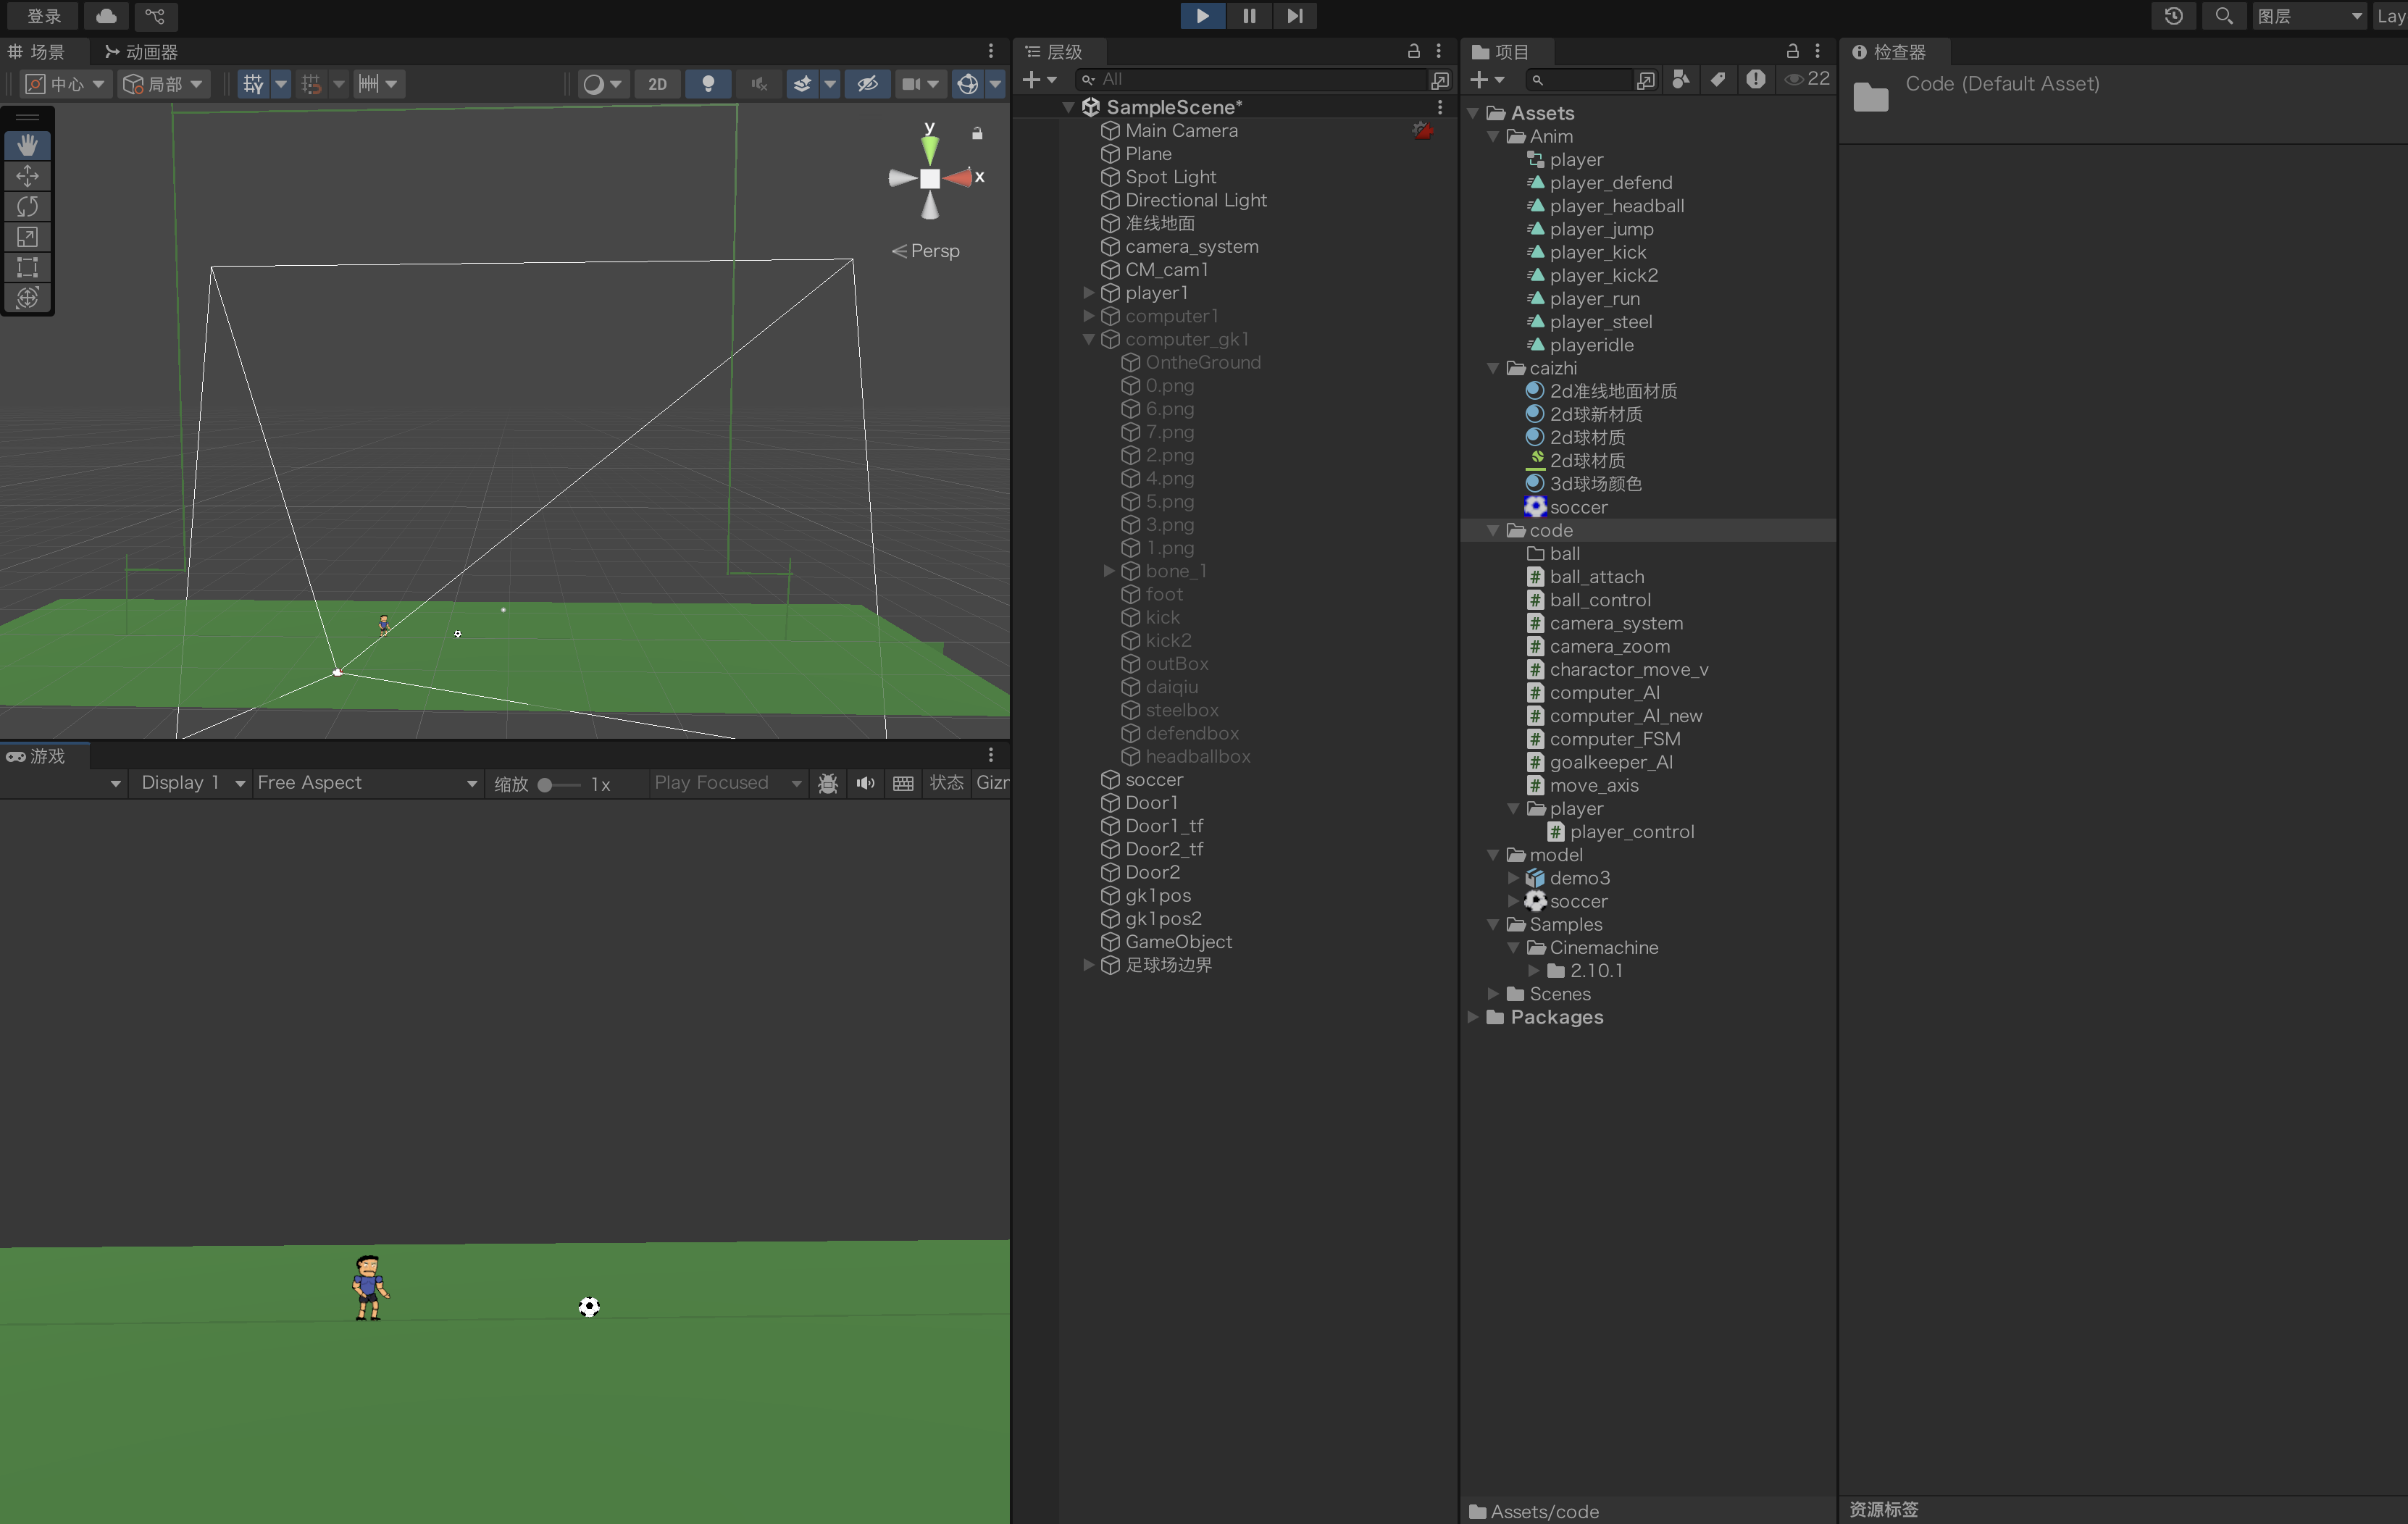 登录
图层
Lay
场景
动画器
中心
局部
2D
y
x
Persp
游戏
Display 1
Free Aspect
缩放
1x
Play Focused
状态
Gizr
层级
All
SampleScene*
Main Camera
Plane
Spot Light
Directional Light
准线地面
camera_system
CM_cam1
player1
computer1
computer_gk1
OntheGround
0.png
6.png
7.png
2.png
4.png
5.png
3.png
1.png
bone_1
foot
kick
kick2
outBox
daiqiu
steelbox
defendbox
headballbox
soccer
Door1
Door1_tf
Door2_tf
Door2
gk1pos
gk1pos2
GameObject
足球场边界
项目
22
Assets
Anim
player
player_defend
player_headball
player_jump
player_kick
player_kick2
player_run
player_steel
playeridle
caizhi
2d准线地面材质
2d球新材质
2d球材质
2d球材质
3d球场颜色
soccer
code
ball
ball_attach
ball_control
camera_system
camera_zoom
charactor_move_v
computer_AI
computer_AI_new
computer_FSM
goalkeeper_AI
move_axis
player
player_control
model
demo3
soccer
Samples
Cinemachine
2.10.1
Scenes
Packages
Assets/code
检查器
Code (Default Asset)
资源标签